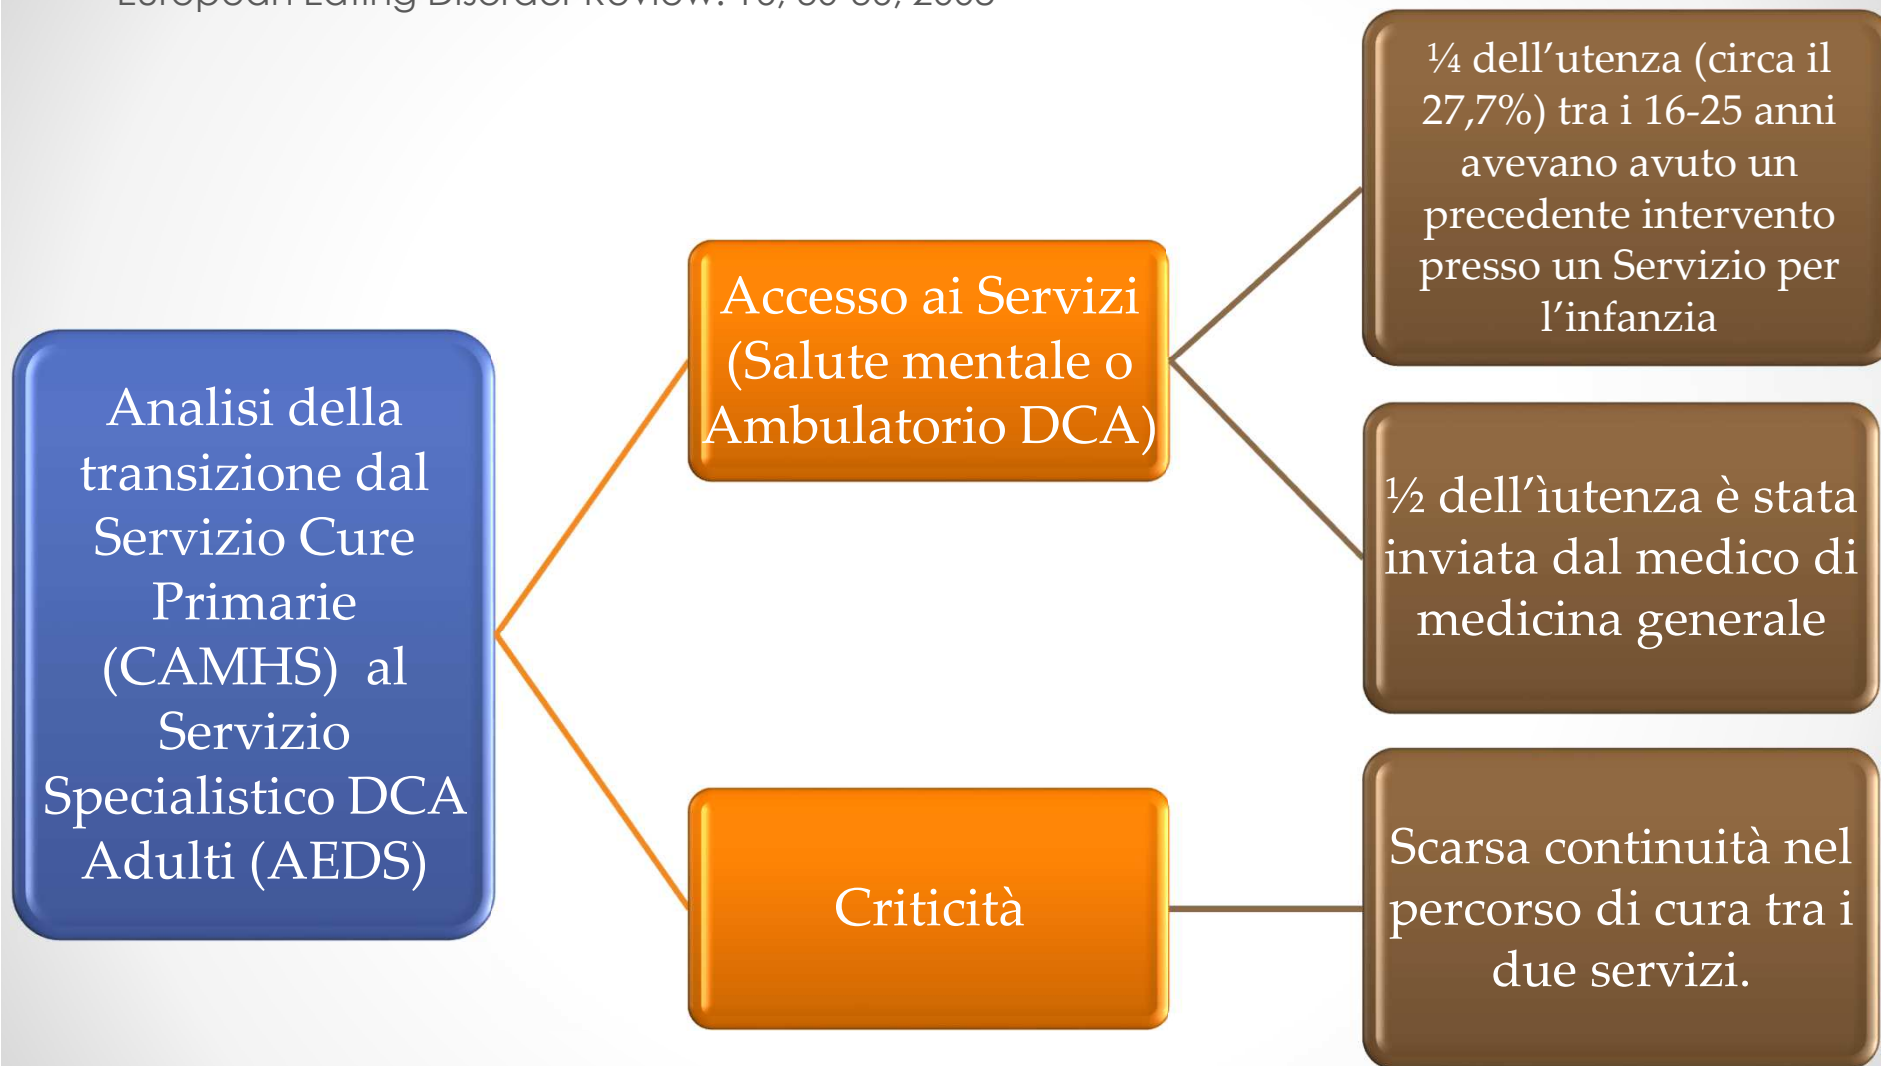 Analisi della
transizione dal
Servizio Cure
Primarie
(CAMHS)  al
Servizio
Specialistico DCA
Adulti (AEDS)
Accesso ai Servizi
(Salute mentale o
Ambulatorio DCA)
¼ dell’utenza (circa il
27,7%) tra i 16-25 anni
avevano avuto un
precedente intervento
presso un Servizio per
l’infanzia
½ dell’ìutenza è stata
inviata dal medico di
medicina generale
Criticità
Scarsa continuità nel
percorso di cura tra i
due servizi.